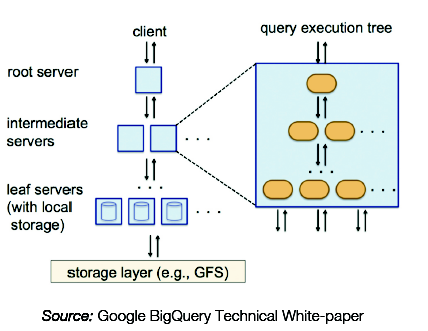 client
query execution tree
root server
intermediate
servers
. . .
. . .
. . .
. . .
leaf servers
(with local
storage)
. . .
. . .
storage layer (e.g., GFS)
Source: Google BigQuery Technical White-paper